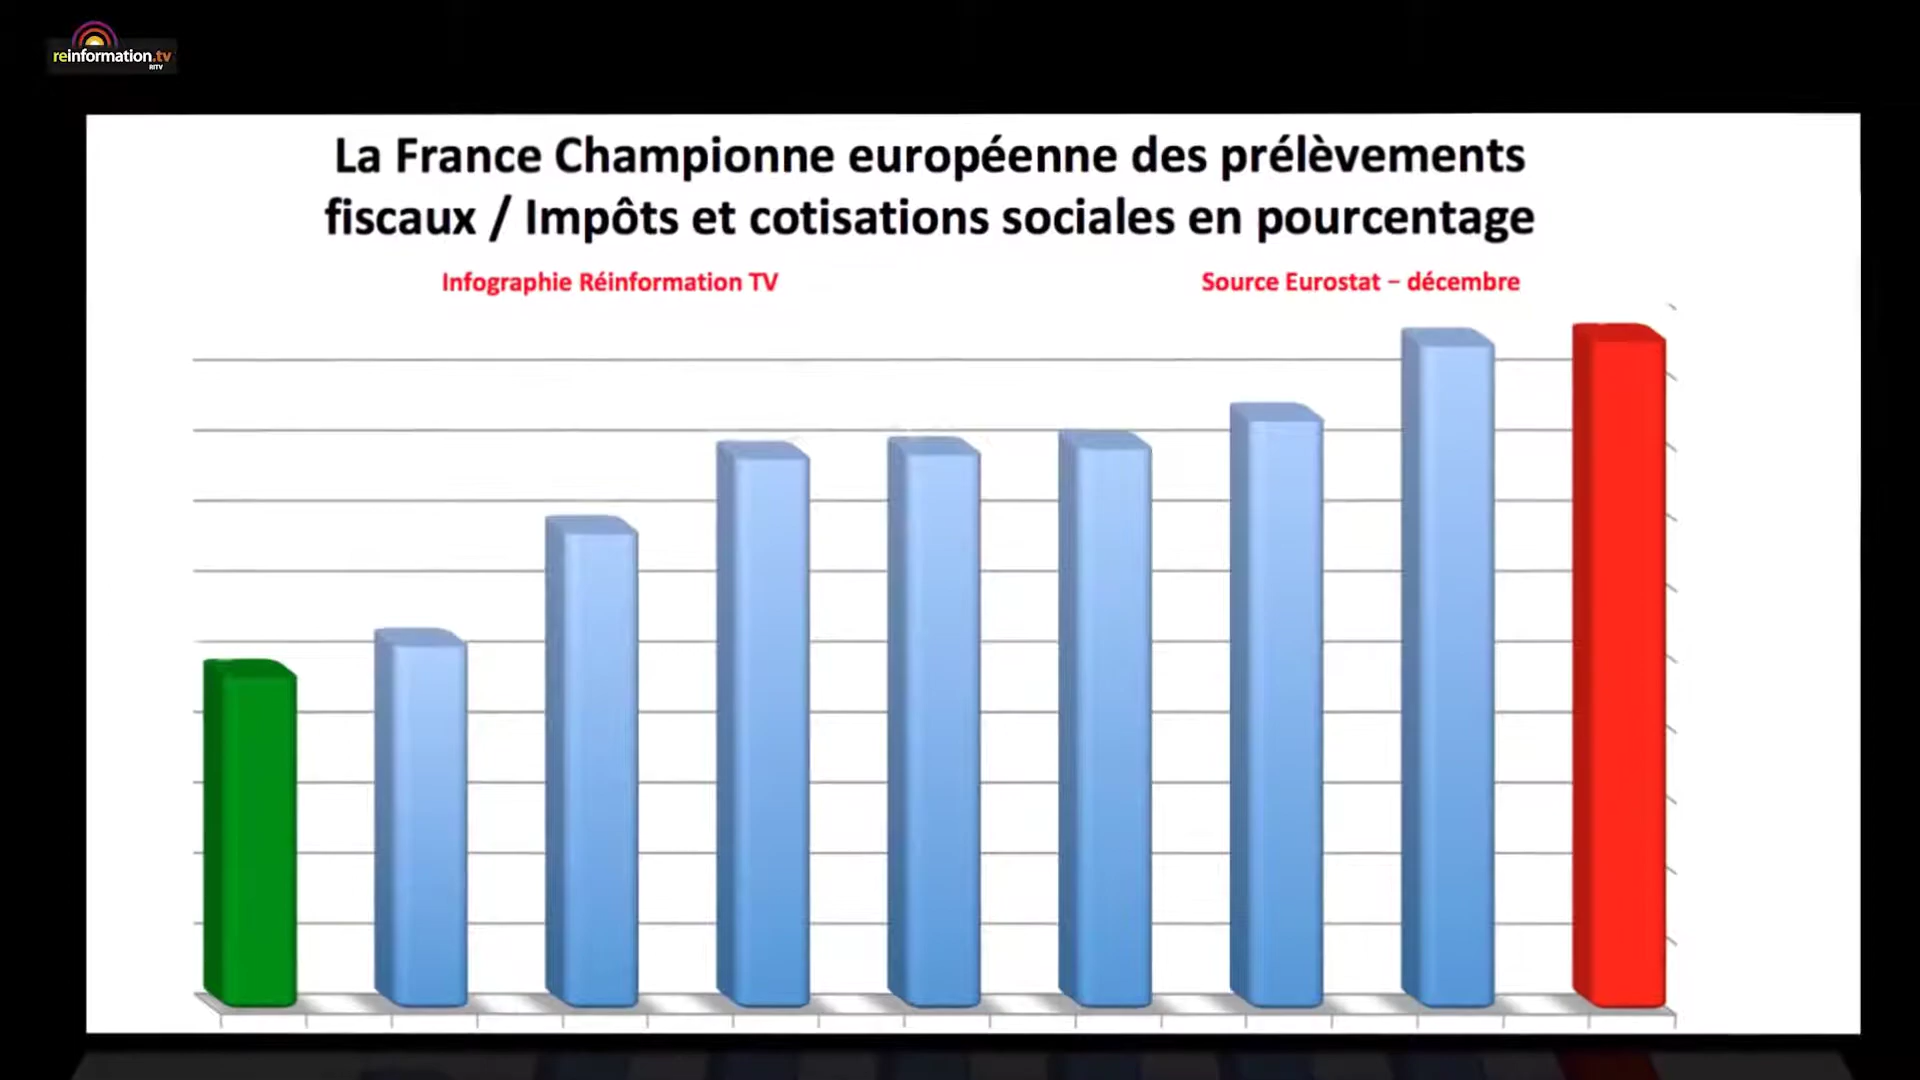 reinformation.tv
RITV
La France Championne européenne des prélèvements
fiscaux / Impôts et cotisations sociales en pourcentage
Infographie Réinformation TV
Source Eurostat – décembre